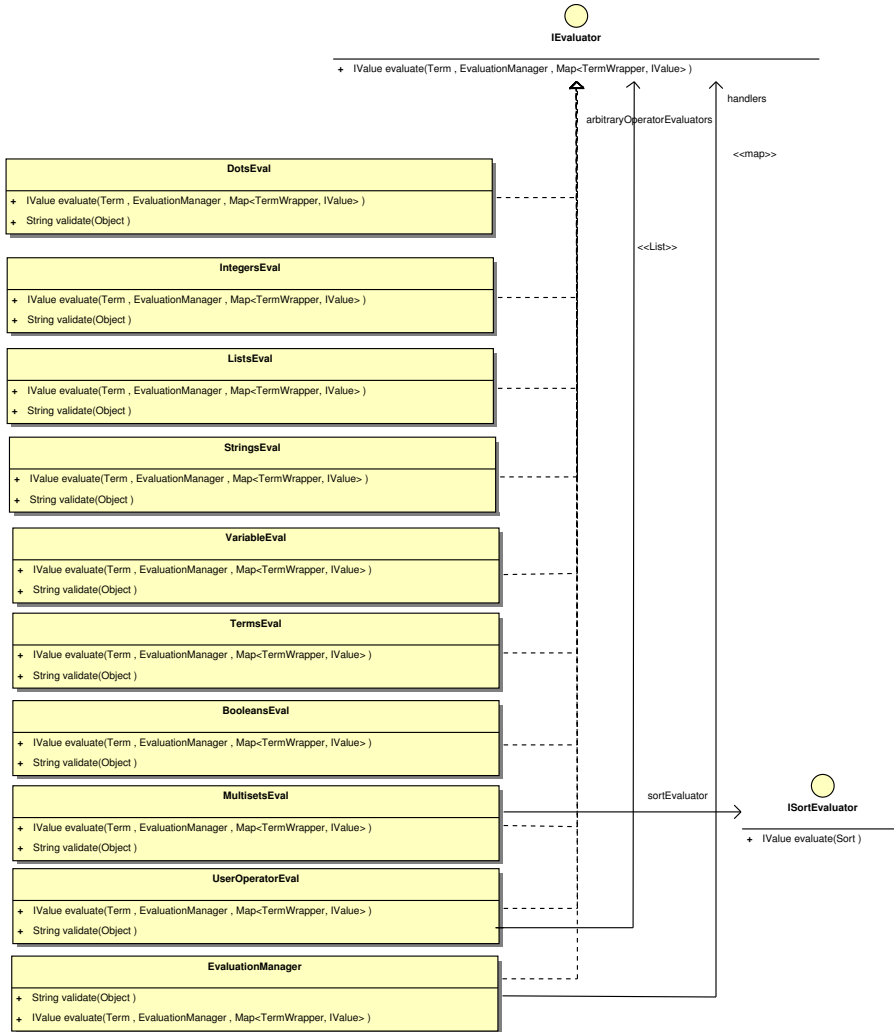 IEvaluator
+ IValue evaluate(Term , EvaluationManager , Map<TermWrapper, IValue> )
handlers
arbitraryOperatorEvaluators
<<map>>
DotsEval
+ IValue evaluate(Term , EvaluationManager , Map<TermWrapper, IValue> )
+ String validate(Object )
<<List>>
IntegersEval
+ IValue evaluate(Term , EvaluationManager , Map<TermWrapper, IValue> )
+ String validate(Object )
ListsEval
+ IValue evaluate(Term , EvaluationManager , Map<TermWrapper, IValue> )
+ String validate(Object )
StringsEval
+ IValue evaluate(Term , EvaluationManager , Map<TermWrapper, IValue> )
+ String validate(Object )
VariableEval
+ IValue evaluate(Term , EvaluationManager , Map<TermWrapper, IValue> )
+ String validate(Object )
TermsEval
+ IValue evaluate(Term , EvaluationManager , Map<TermWrapper, IValue> )
+ String validate(Object )
BooleansEval
+ IValue evaluate(Term , EvaluationManager , Map<TermWrapper, IValue> )
+ String validate(Object )
MultisetsEval
+ IValue evaluate(Term , EvaluationManager , Map<TermWrapper, IValue> )
+ String validate(Object )
sortEvaluator
ISortEvaluator
+ IValue evaluate(Sort )
UserOperatorEval
+ IValue evaluate(Term , EvaluationManager , Map<TermWrapper, IValue> )
+ String validate(Object )
EvaluationManager
+ String validate(Object )
+ IValue evaluate(Term , EvaluationManager , Map<TermWrapper, IValue> )